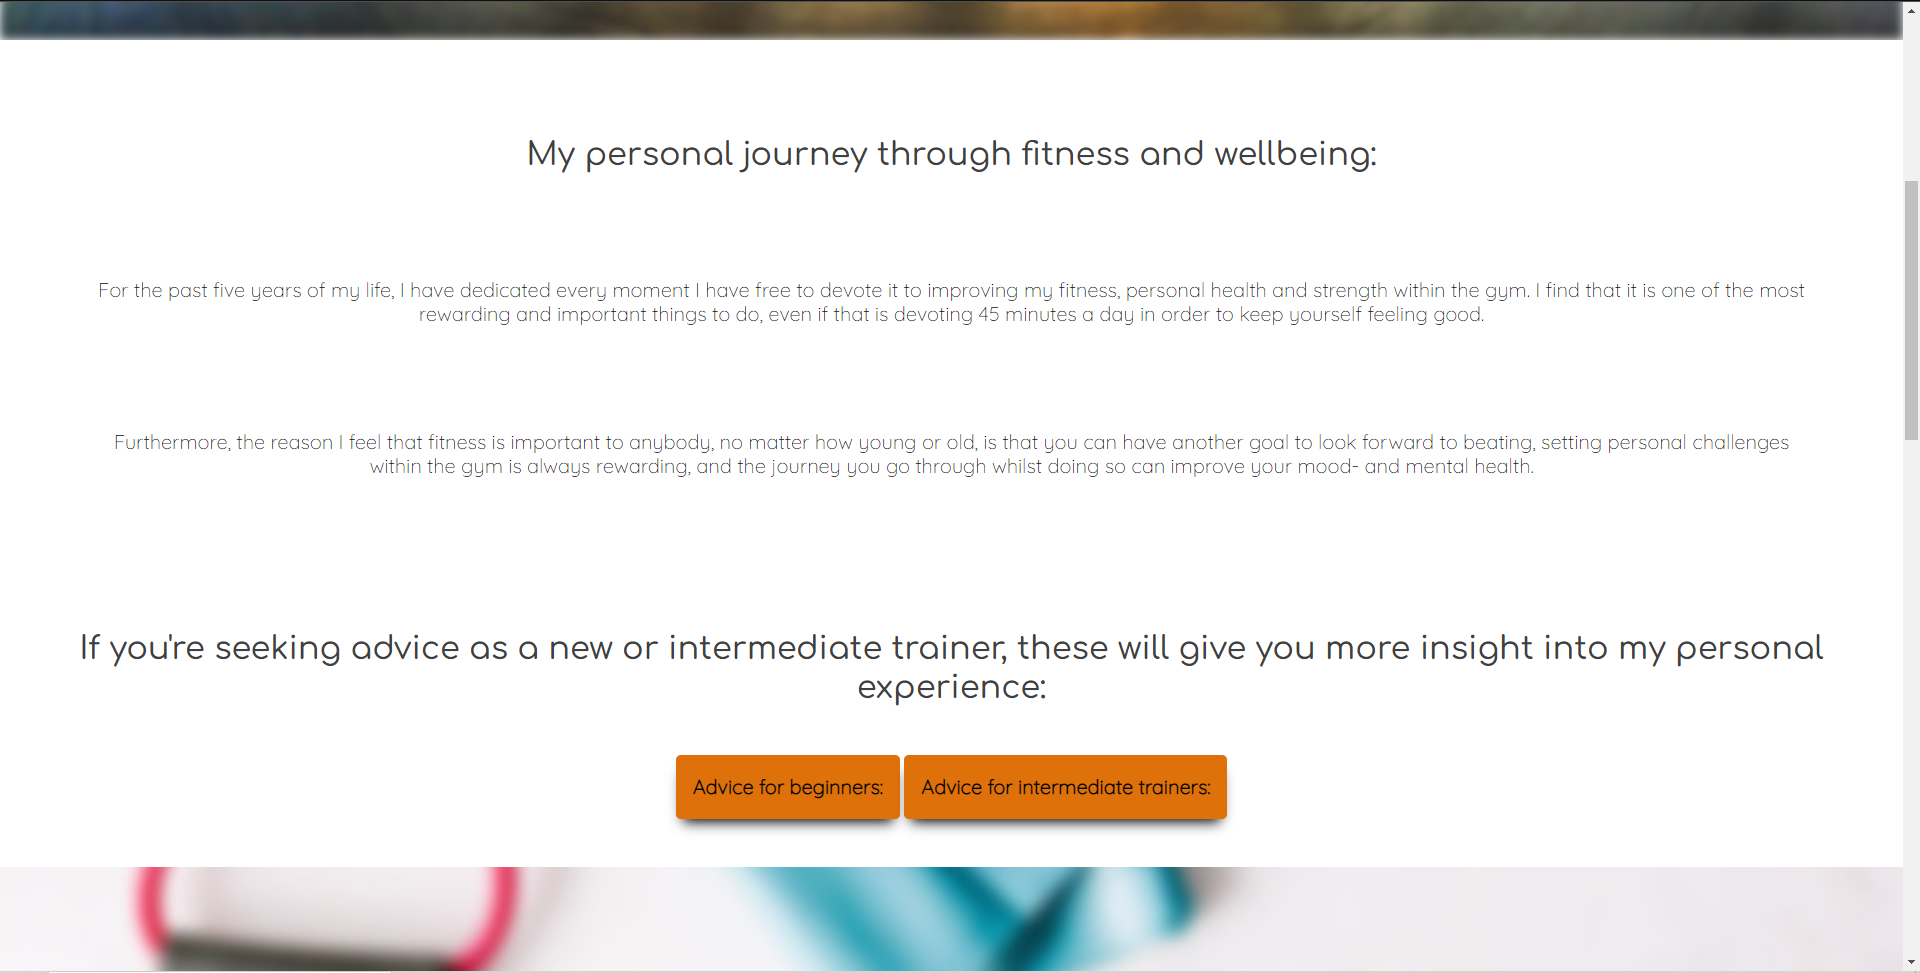 My personal journey through fitness and wellbeing:
For the past five years of my life, I have dedicated every moment I have free to devote it to improving my fitness, personal health and strength within the gym. I find that it is one of the most
rewarding and important things to do, even if that is devoting 45 minutes a day in order to keep yourself feeling good.
Furthermore, the reason I feel that fitness is important to anybody, no matter how young or old, is that you can have another goal to look forward to beating, setting personal challenges
within the gym is always rewarding, and the journey you go through whilst doing so can improve your mood- and mental health.
If you're seeking advice as a new or intermediate trainer, these will give you more insight into my personal
experience:
Advice for beginners: Advice for intermediate trainers: